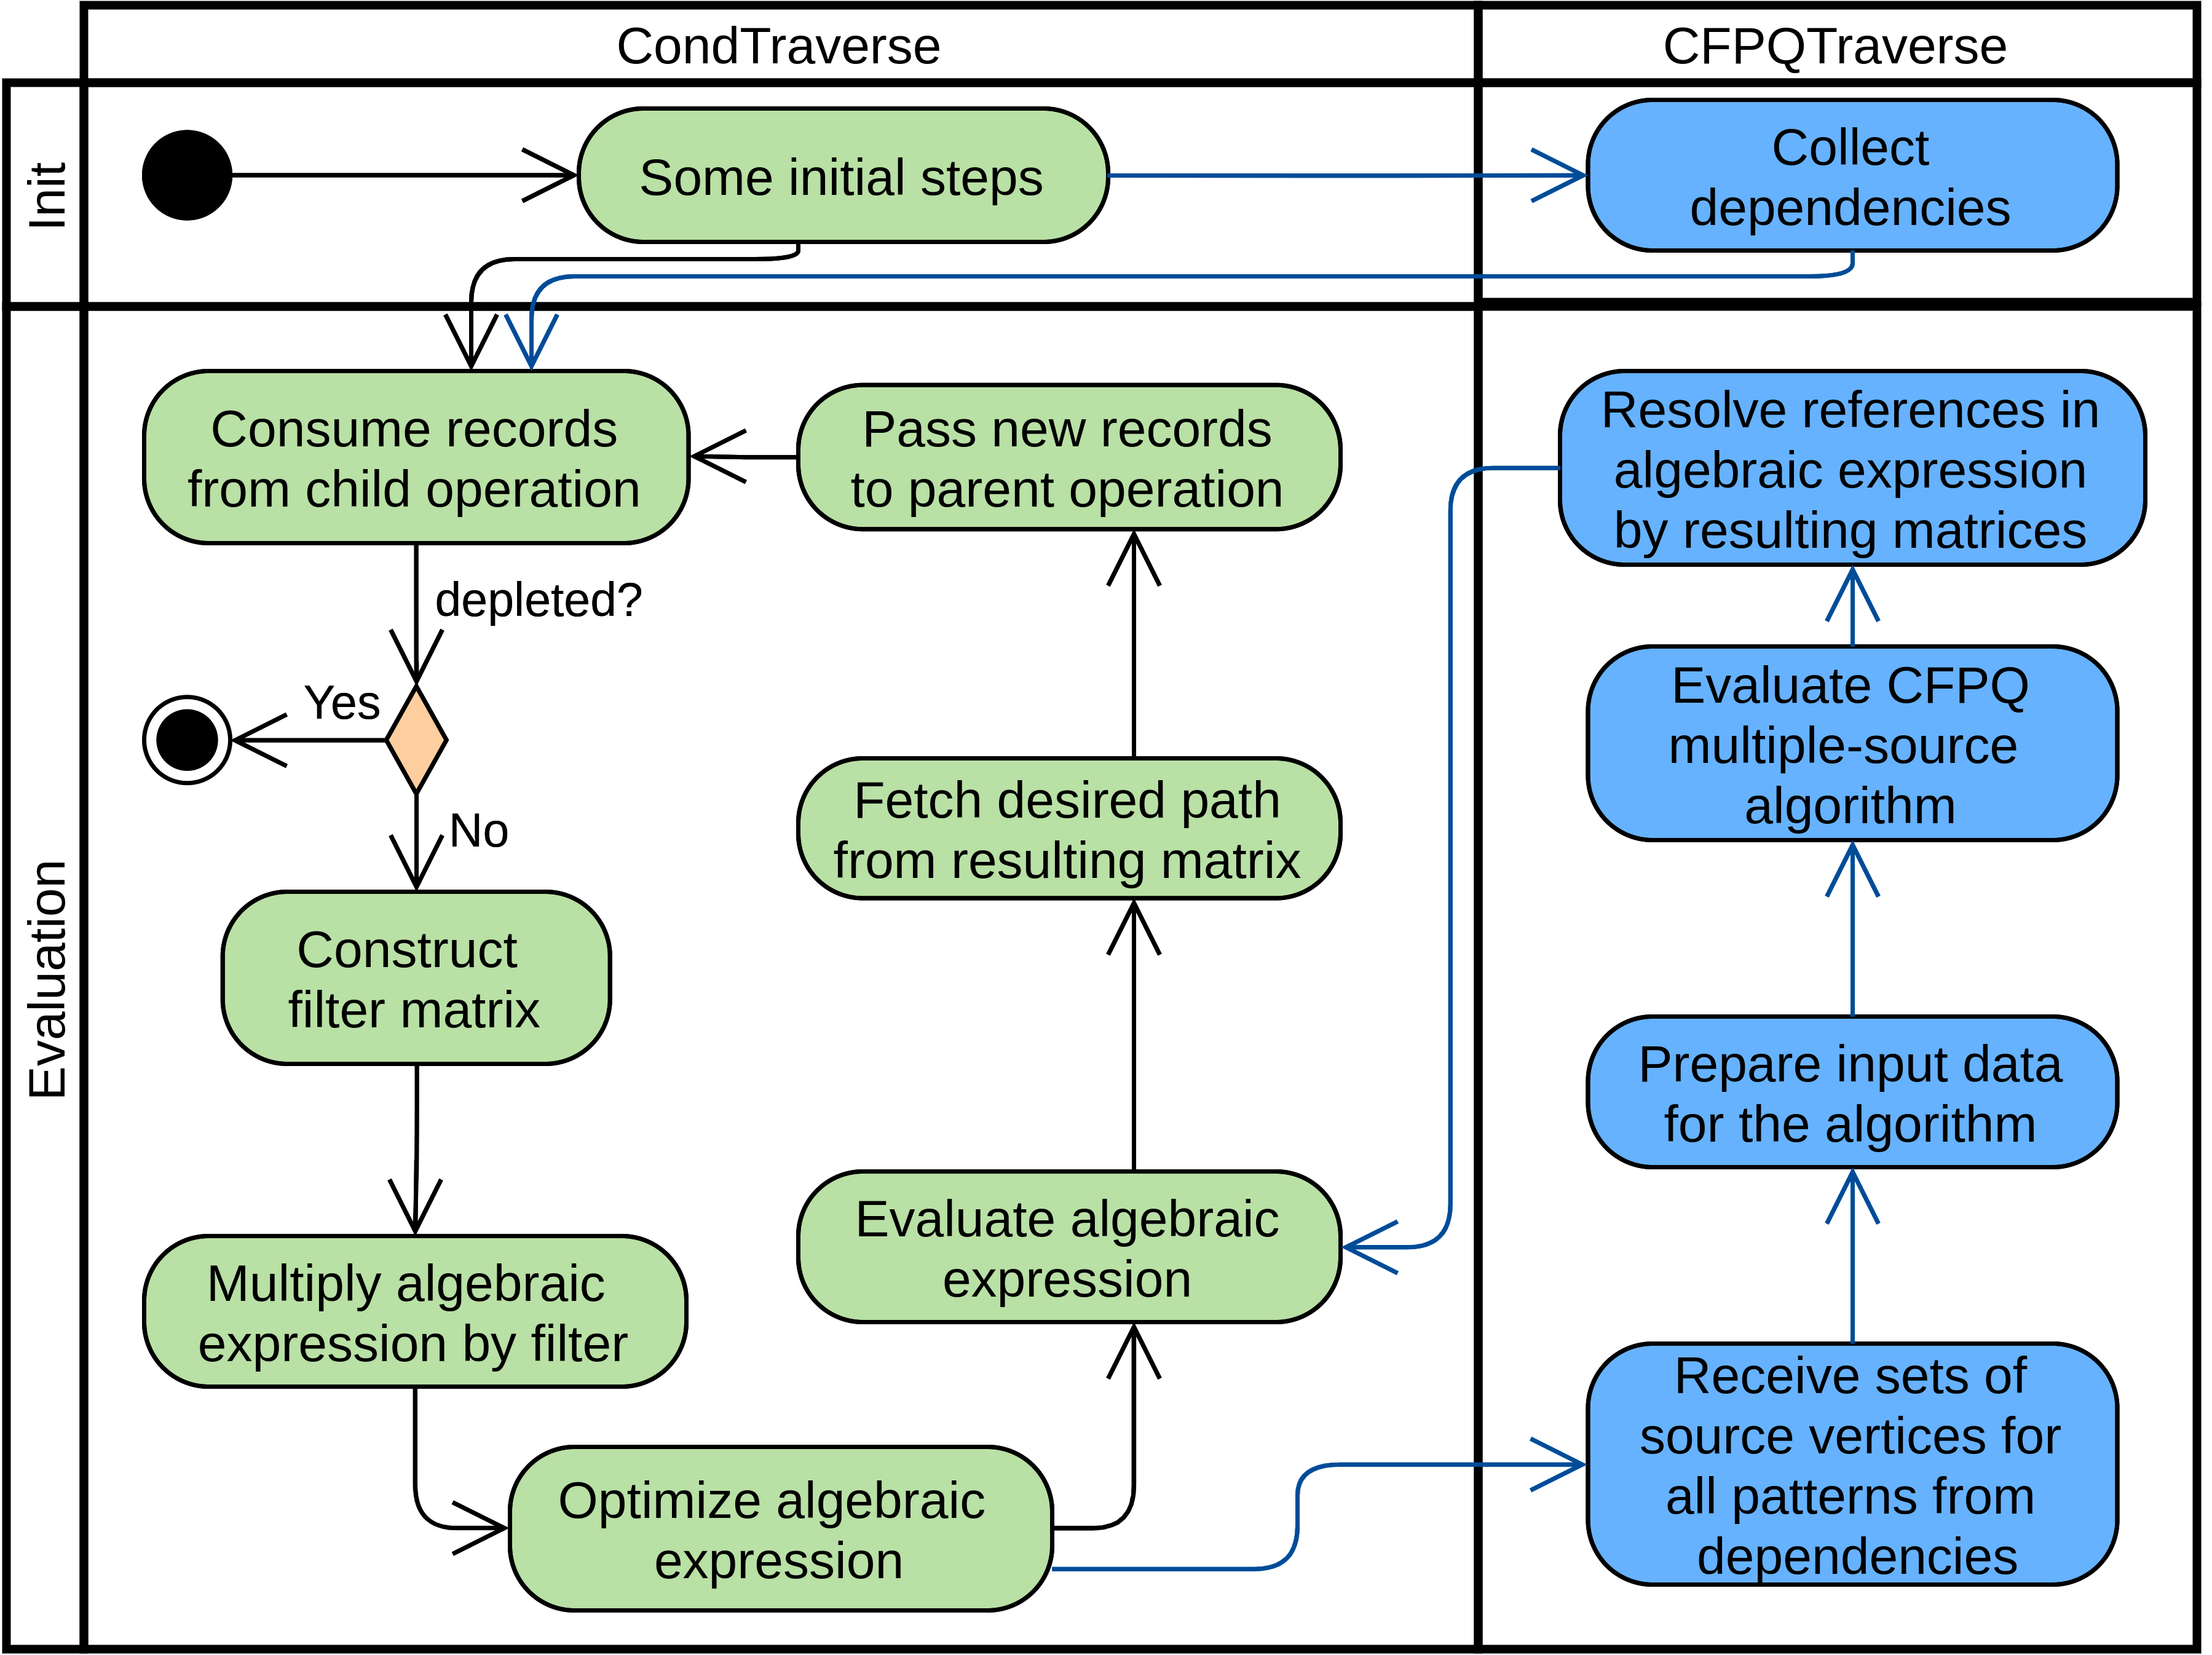 CondTraverse
CFPQTraverse
Init
Some initial steps
Collect
dependencies
Evaluation
Consume records
from child operation
Pass new records
to parent operation
Resolve references in
algebraic expression
by resulting matrices
depleted?
Yes
No
Fetch desired path
from resulting matrix
Evaluate CFPQ
multiple-source
algorithm
Construct
filter matrix
Prepare input data
for the algorithm
Multiply algebraic
expression by filter
Evaluate algebraic
expression
Optimize algebraic
expression
Receive sets of
source vertices for
all patterns from
dependencies